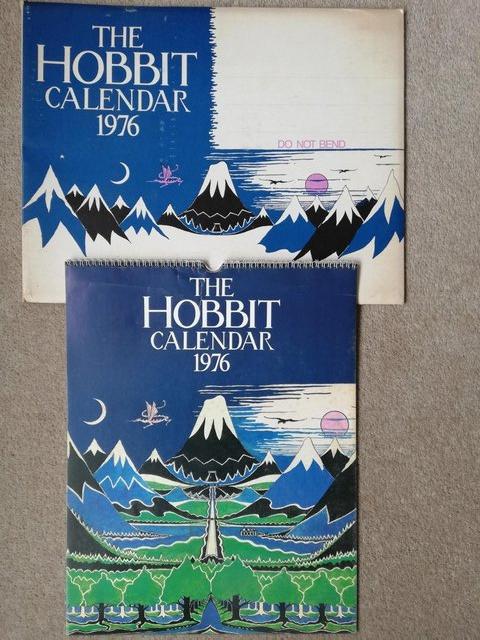 THE
HOBBIT
CALENDAR
1976
DO NOT BEND
THE
HOBBIT
CALENDAR
1976